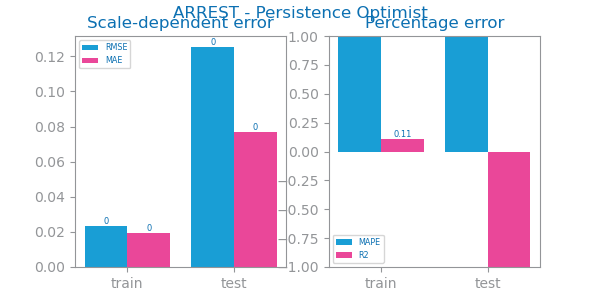 ARREST - Persistence Optimist
Scale-dependent error
Percentage error
RMSE
MAE
0.12
0.10
0.08
0.06
0.04
0.02
0.00
0
0
0
0
train
test
1.00
0.75
0.50
0.25
0.00
0.25
0.50
0.75
1.00
0.11
MAPE
R2
train
test